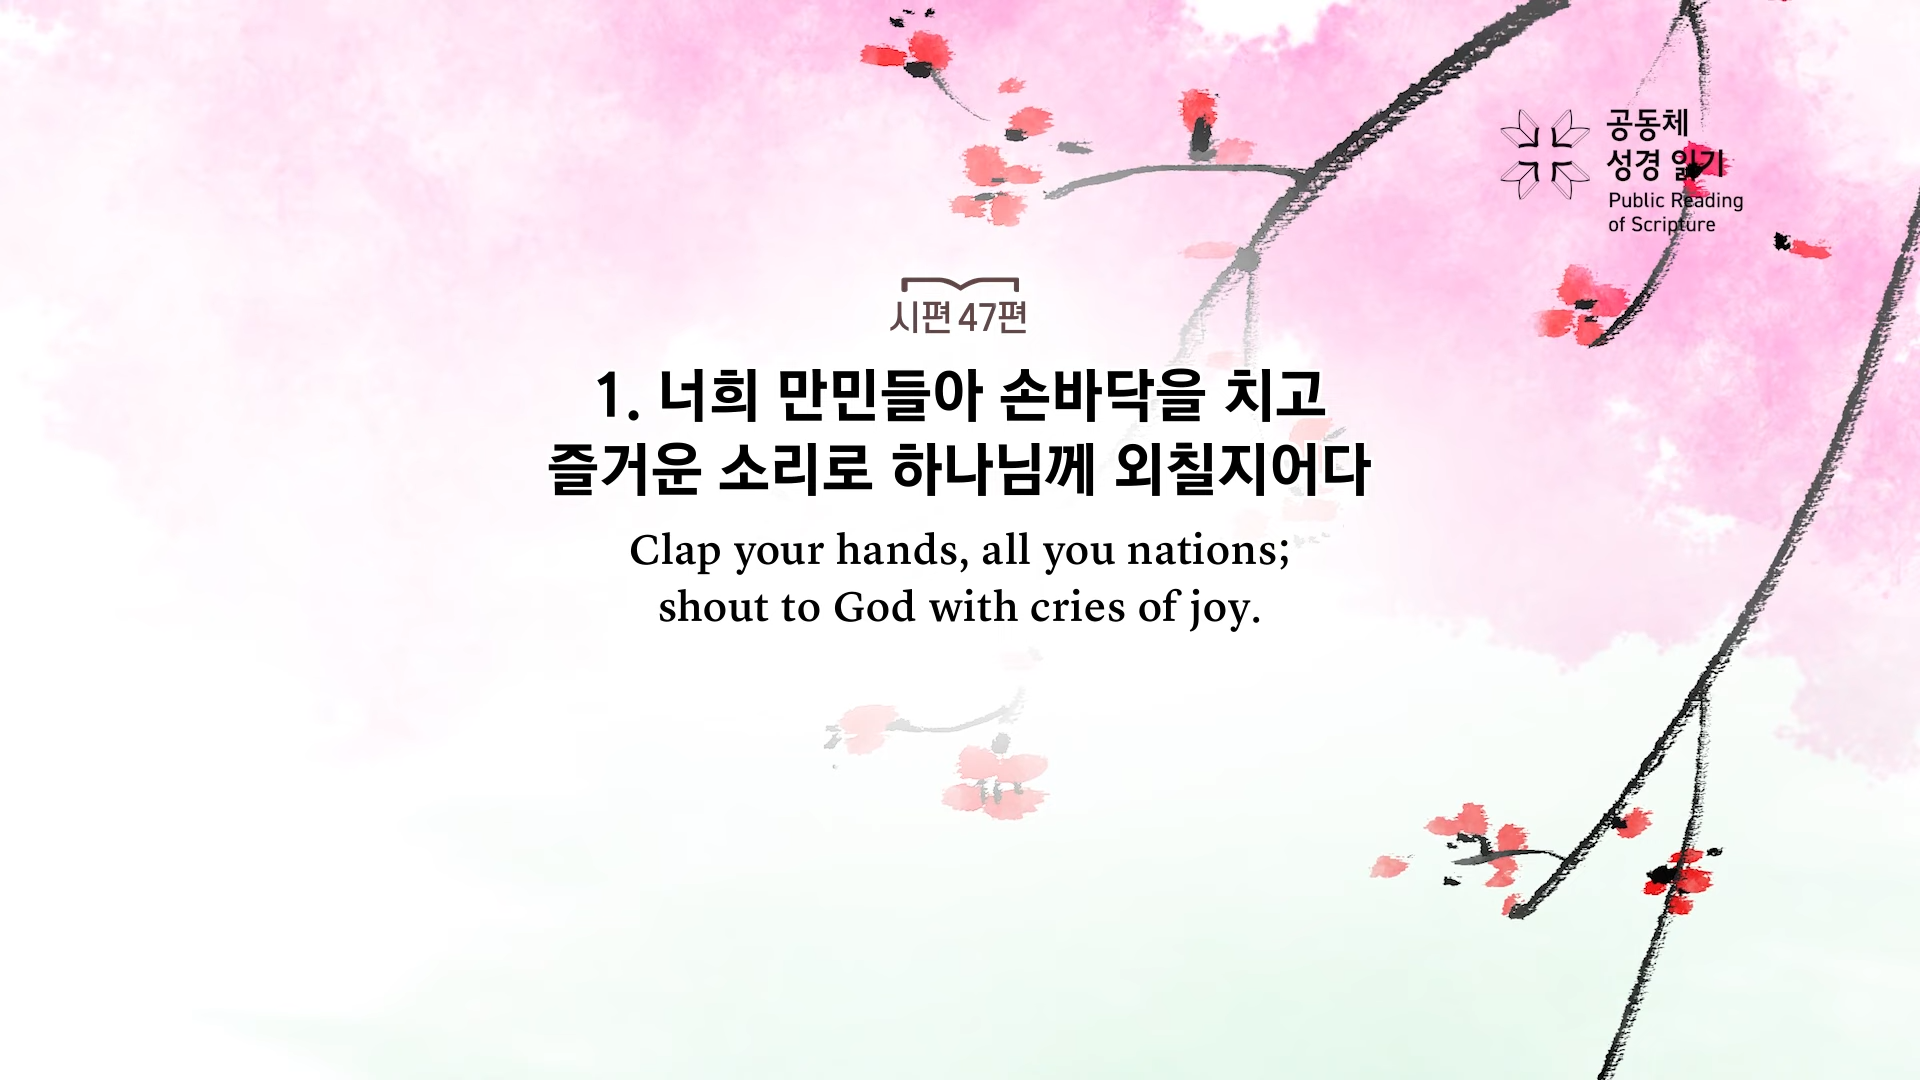 공동체
성경 읽기
Public Reading
of Scripture
시편 47편
1. 너희 만민들아 손바닥을 치고
즐거운 소리로 하나님께 외칠지어다
Clap your hands, all you nations;
shout to God with cries of joy.